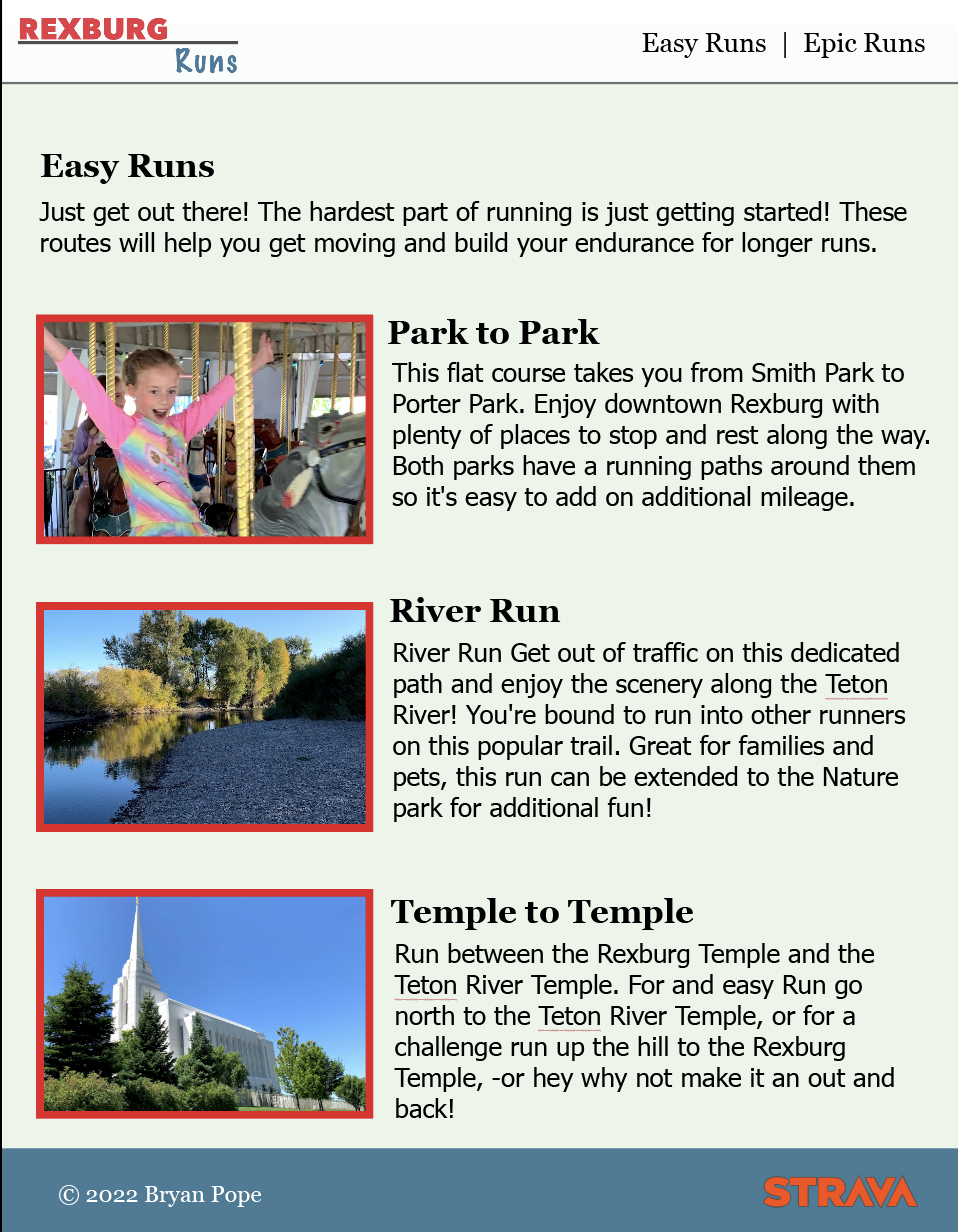 REXBURG
Runs
Easy Runs | Epic Runs
Easy Runs
Just get out there! The hardest part of running is just getting started! These
routes will help you get moving and build your endurance for longer runs.
Park to Park
This flat course takes you from Smith Park to
Porter Park. Enjoy downtown Rexburg with
plenty of places to stop and rest along the way.
Both parks have a running paths around them
so it's easy to add on additional mileage.
River Run
River Run Get out of traffic on this dedicated
path and enjoy the scenery along the Teton
River! You're bound to run into other runners
on this popular trail. Great for families and
pets, this run can be extended to the Nature
park for additional fun!
Temple to Temple
Run between the Rexburg Temple and the
Teton River Temple. For and easy Run go
north to the Teton River Temple, or for a
challenge run up the hill to the Rexburg
Temple, -or hey why not make it an out and
back!
© 2022 Bryan Pope
STRAVA